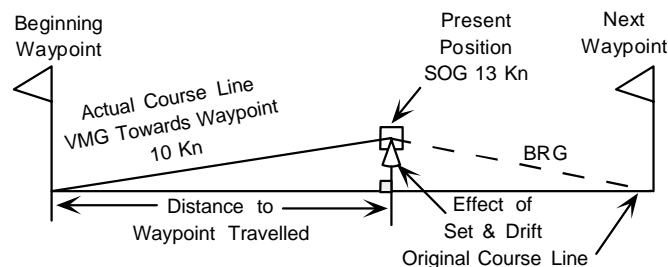 Beginning
Waypoint
Present
Position
SOG 13 Kn
Next
Waypoint
Actual Course Line
VMG Towards Waypoint
10 Kn
BRG
Distance to
Waypoint Travelled
Effect of
Set & Drift
Original Course Line